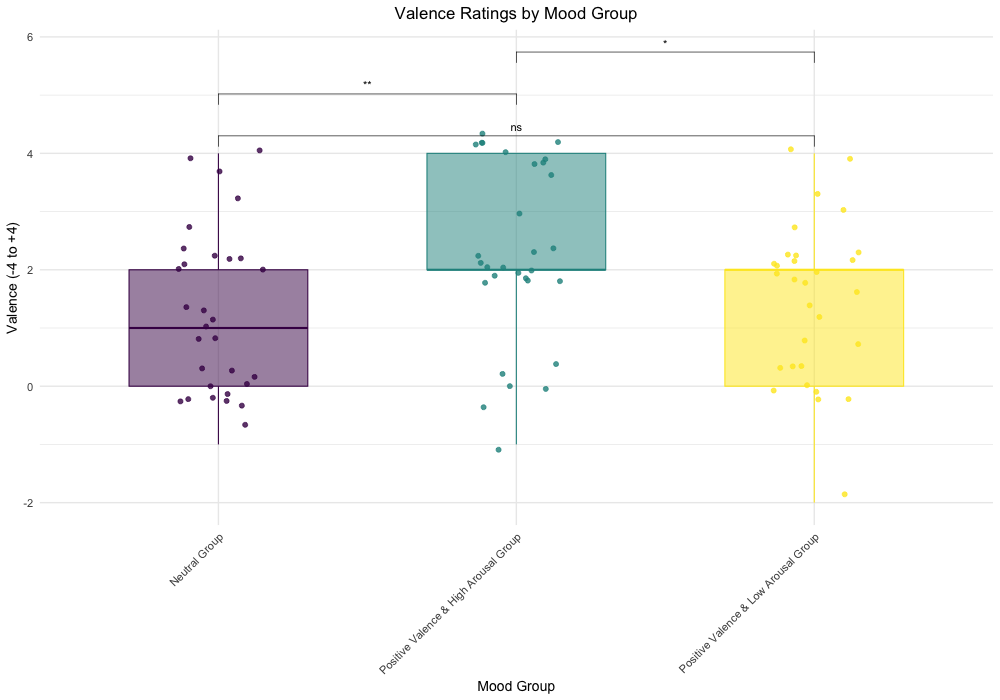 Valence Ratings by Mood Group
6
*
**
ns
4
Valence (-4 to +4)
2
0
-2
Neutral Group
Positive Valence & High Arousal Group
Positive Valence & Low Arousal Group
Mood Group